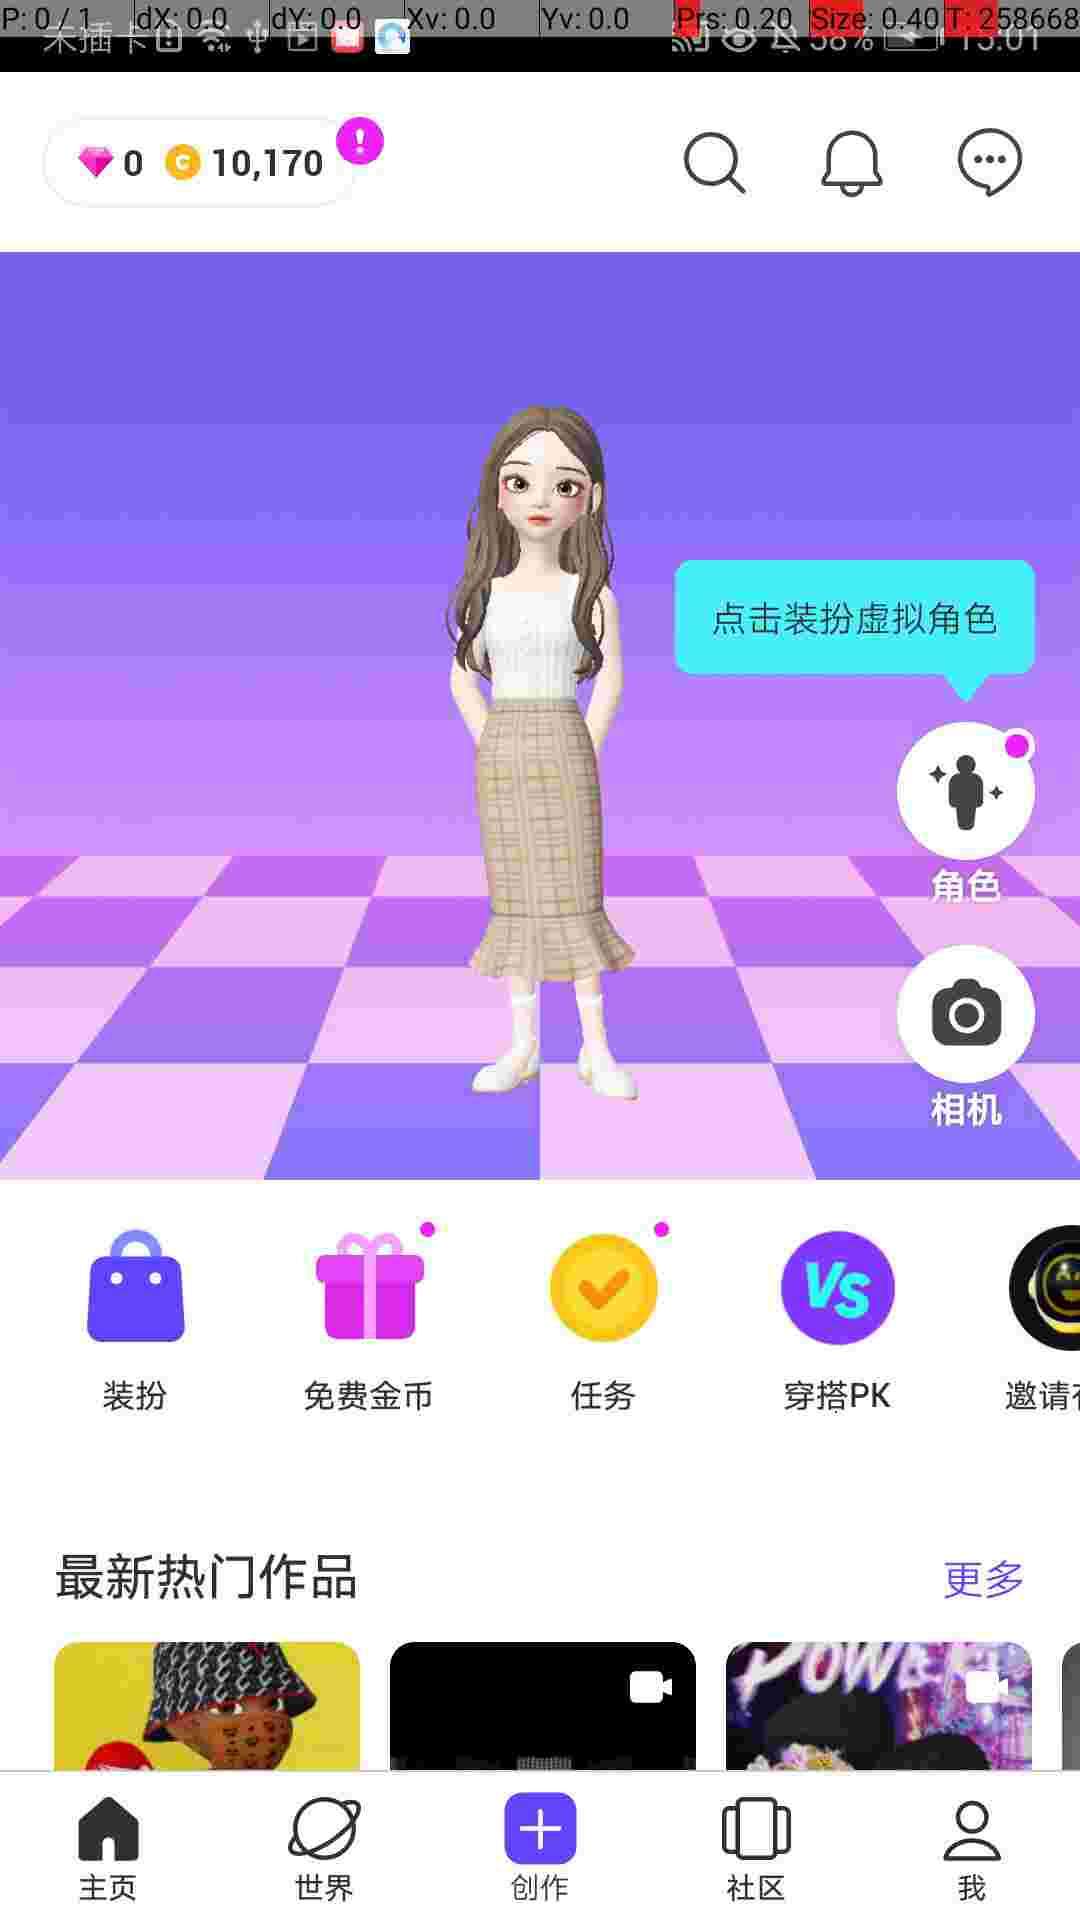 P: 0 / 1 dX: 0.0 dY: 0.0 Xv: 0.0 Yv: 0.0 Prs: 0.20 Size: 0.40 T: 258668
未插卡 58% 15:01
0 C 10,170 !
点击装扮虚拟角色
角色
相机
VS
装扮 免费金币 任务 穿搭PK 邀请
最新热门作品 更多
POWER
主页 世界 创作 社区 我